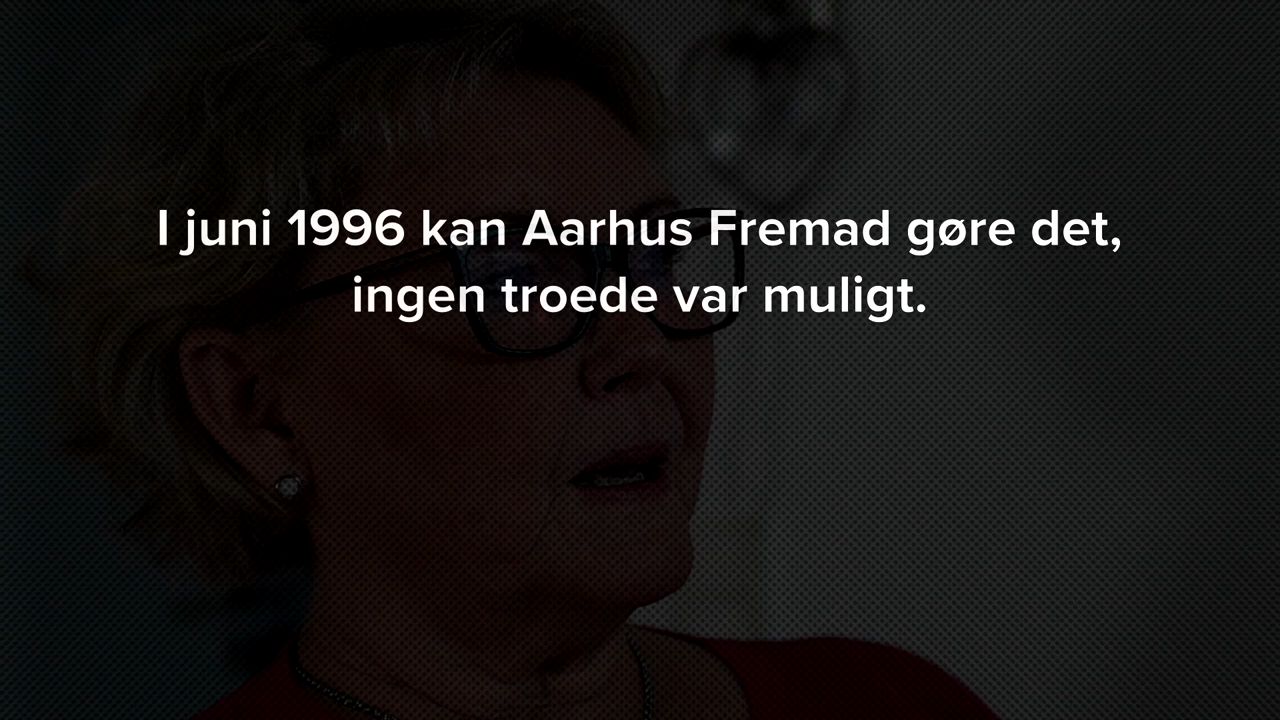 I juni 1996 kan Aarhus Fremad gøre det,
ingen troede var muligt.